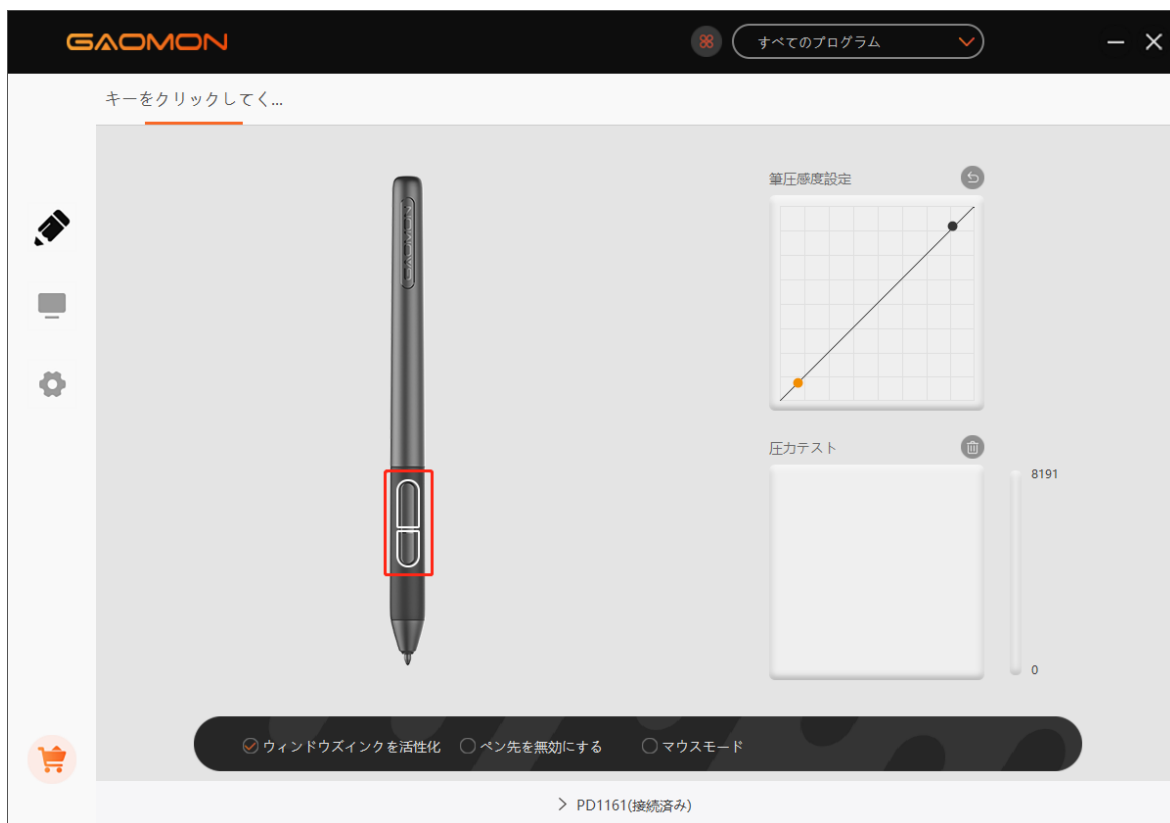 GAOMON
すべてのプログラム
キーをクリックしてく...
筆圧感度設定
GAOMON
圧力テスト
8191
0
ウィンドウズインクを活性化
ペン先を無効にする
マウスモード
PD1161(接続済み)